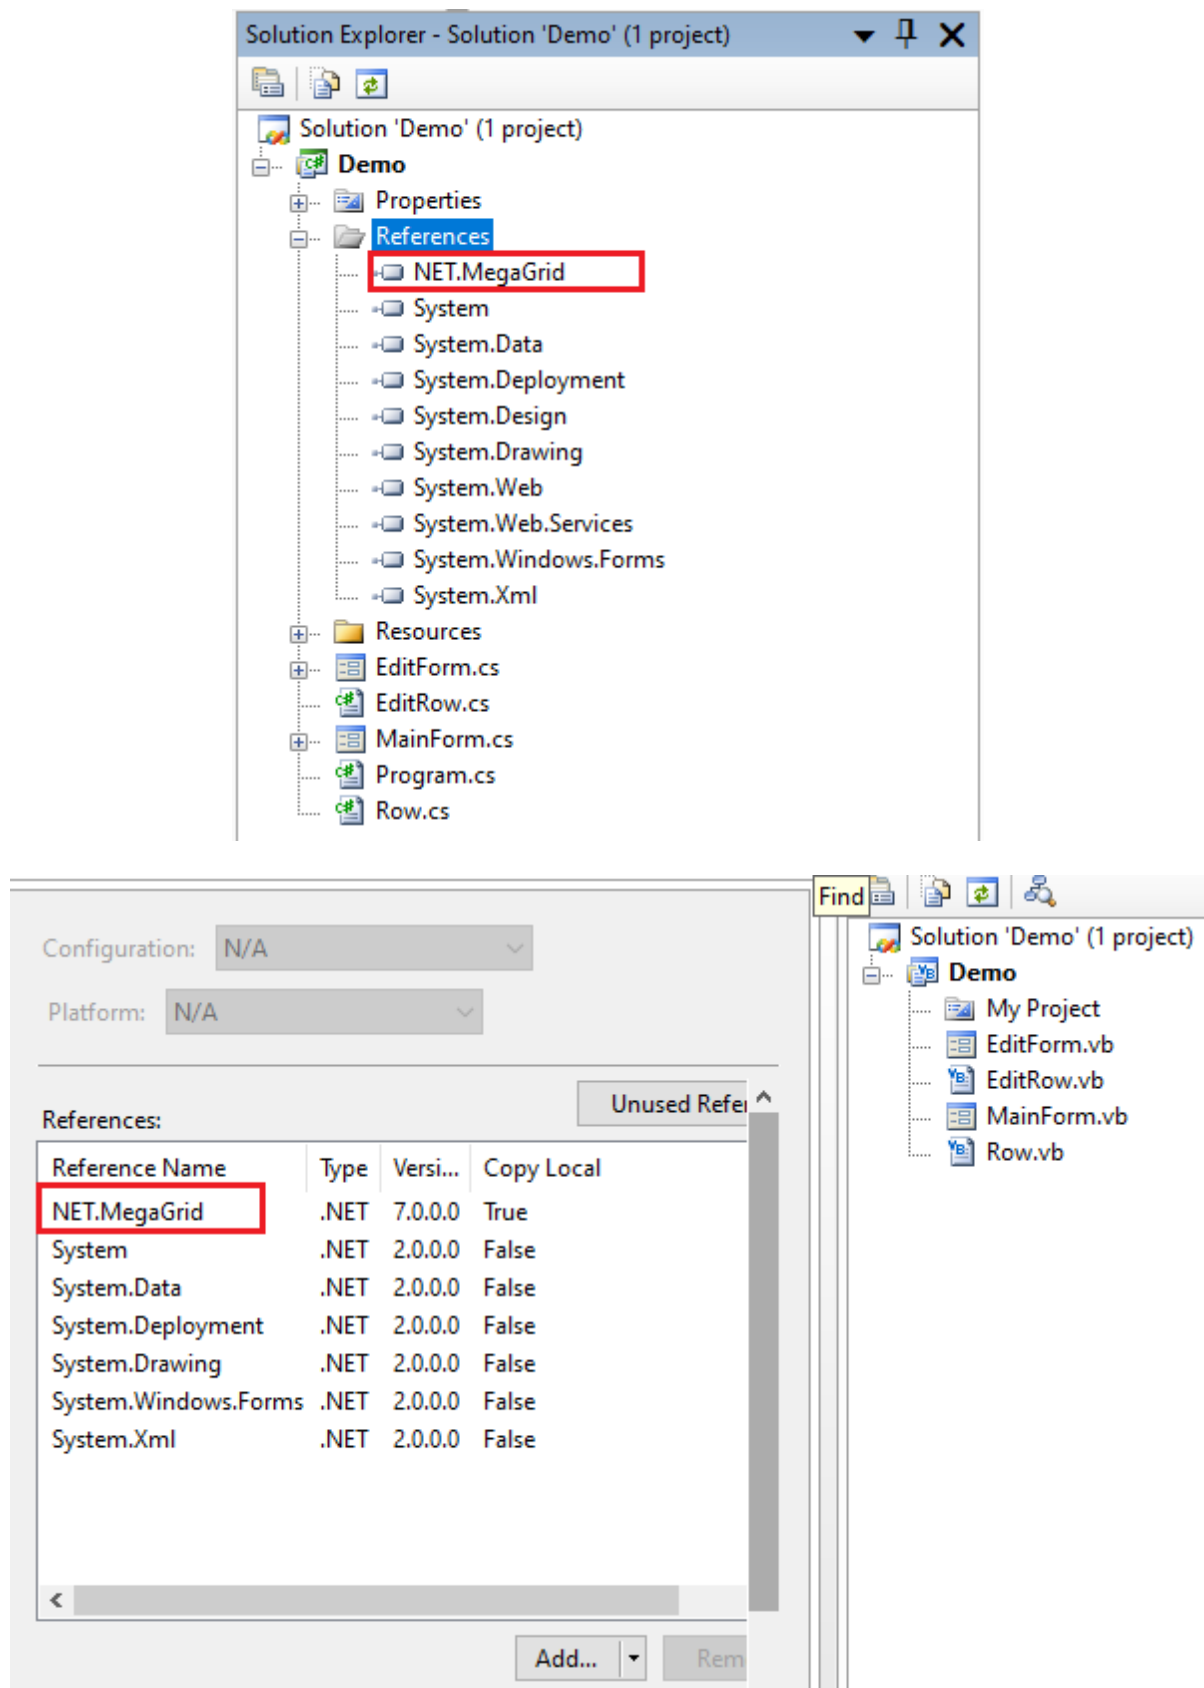 Solution Explorer - Solution 'Demo' (1 project)
Solution 'Demo' (1 project)
Demo
Properties
References
NET.MegaGrid
System
System.Data
System.Deployment
System.Design
System.Drawing
System.Web
System.Web.Services
System.Windows.Forms
System.Xml
Resources
EditForm.cs
EditRow.cs
MainForm.cs
Program.cs
Row.cs
Configuration: N/A
Platform: N/A
Unused Refer
References:
Reference Name Type Versi... Copy Local
NET.MegaGrid .NET 7.0.0.0 True
System .NET 2.0.0.0 False
System.Data .NET 2.0.0.0 False
System.Deployment .NET 2.0.0.0 False
System.Drawing .NET 2.0.0.0 False
System.Windows.Forms .NET 2.0.0.0 False
System.Xml .NET 2.0.0.0 False
Add... Rem
Find
Solution 'Demo' (1 project)
Demo
My Project
EditForm.vb
EditRow.vb
MainForm.vb
Row.vb